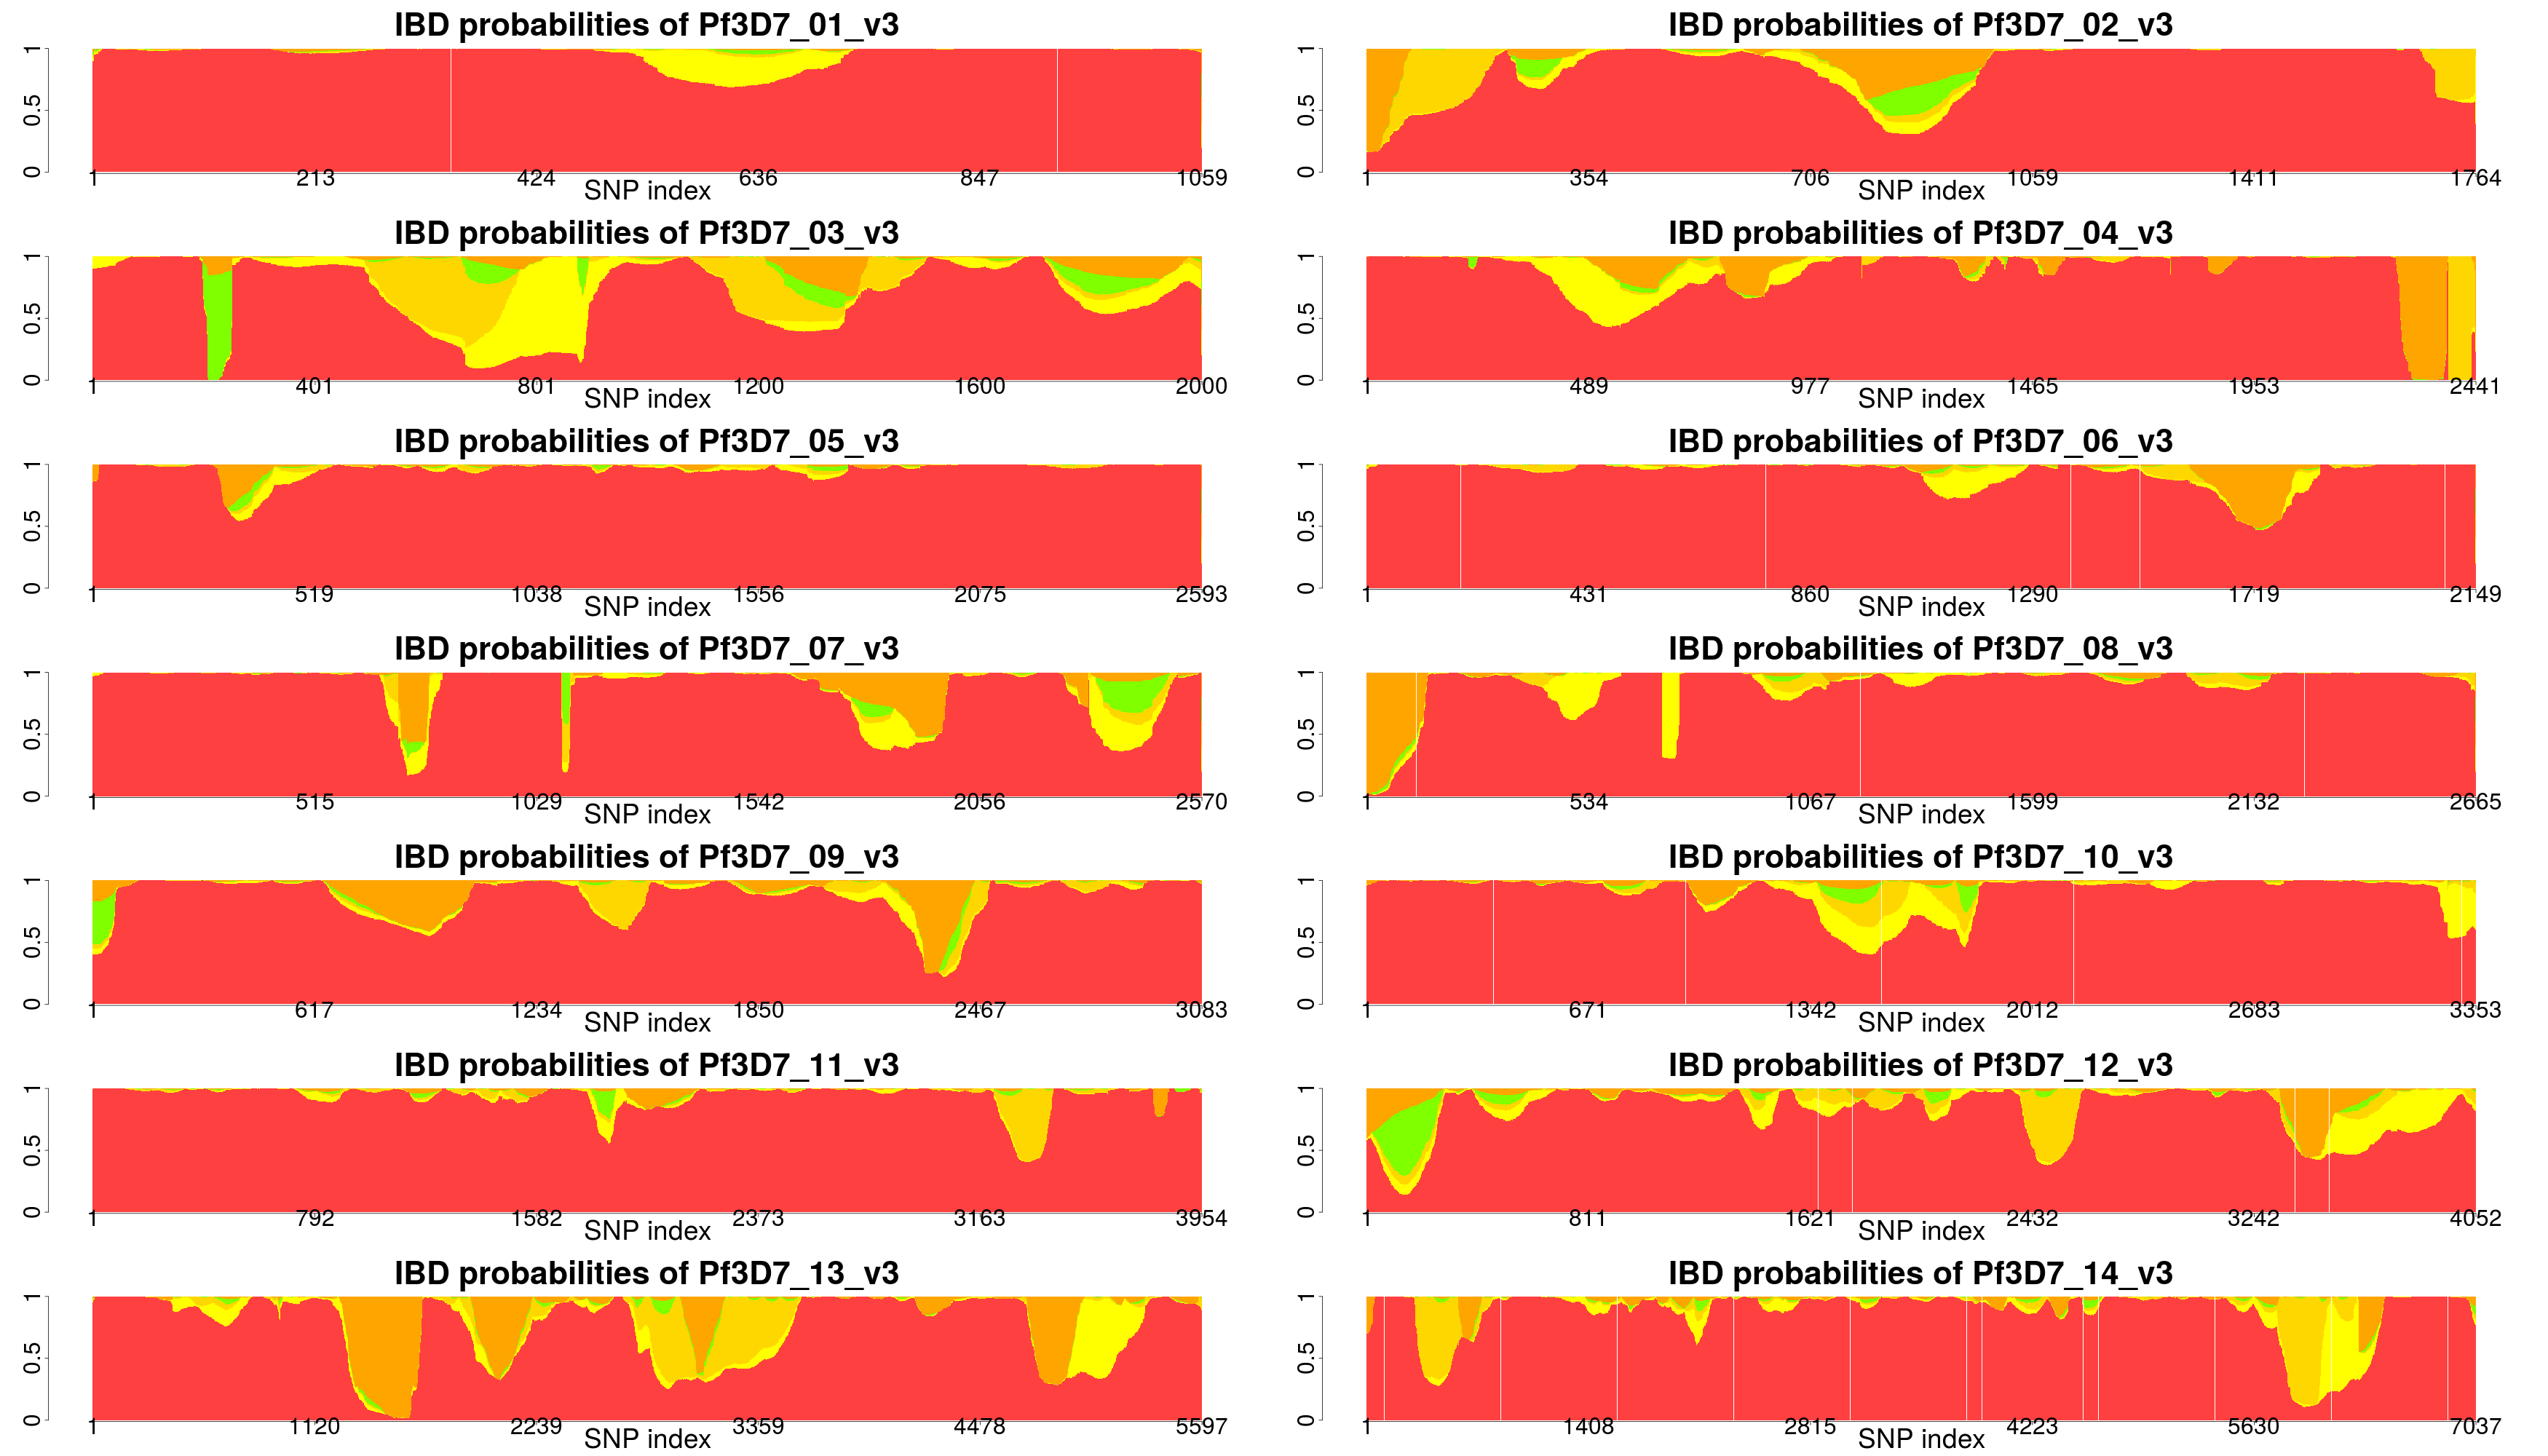 IBD probabilities of Pf3D7_01_v3
0 0.5 1
1 213 424 636 847 1059
SNP index
IBD probabilities of Pf3D7_02_v3
0 0.5 1
1 354 706 1059 1411 1764
SNP index
IBD probabilities of Pf3D7_03_v3
0 0.5 1
1 401 801 1200 1600 2000
SNP index
IBD probabilities of Pf3D7_04_v3
0 0.5 1
1 489 977 1465 1953 2441
SNP index
IBD probabilities of Pf3D7_05_v3
0 0.5 1
1 519 1038 1556 2075 2593
SNP index
IBD probabilities of Pf3D7_06_v3
0 0.5 1
1 431 860 1290 1719 2149
SNP index
IBD probabilities of Pf3D7_07_v3
0 0.5 1
1 515 1029 1542 2056 2570
SNP index
IBD probabilities of Pf3D7_08_v3
0 0.5 1
1 534 1067 1599 2132 2665
SNP index
IBD probabilities of Pf3D7_09_v3
0 0.5 1
1 617 1234 1850 2467 3083
SNP index
IBD probabilities of Pf3D7_10_v3
0 0.5 1
1 671 1342 2012 2683 3353
SNP index
IBD probabilities of Pf3D7_11_v3
0 0.5 1
1 792 1582 2373 3163 3954
SNP index
IBD probabilities of Pf3D7_12_v3
0 0.5 1
1 811 1621 2432 3242 4052
SNP index
IBD probabilities of Pf3D7_13_v3
0 0.5 1
1 1120 2239 3359 4478 5597
SNP index
IBD probabilities of Pf3D7_14_v3
0 0.5 1
1 1408 2815 4223 5630 7037
SNP index